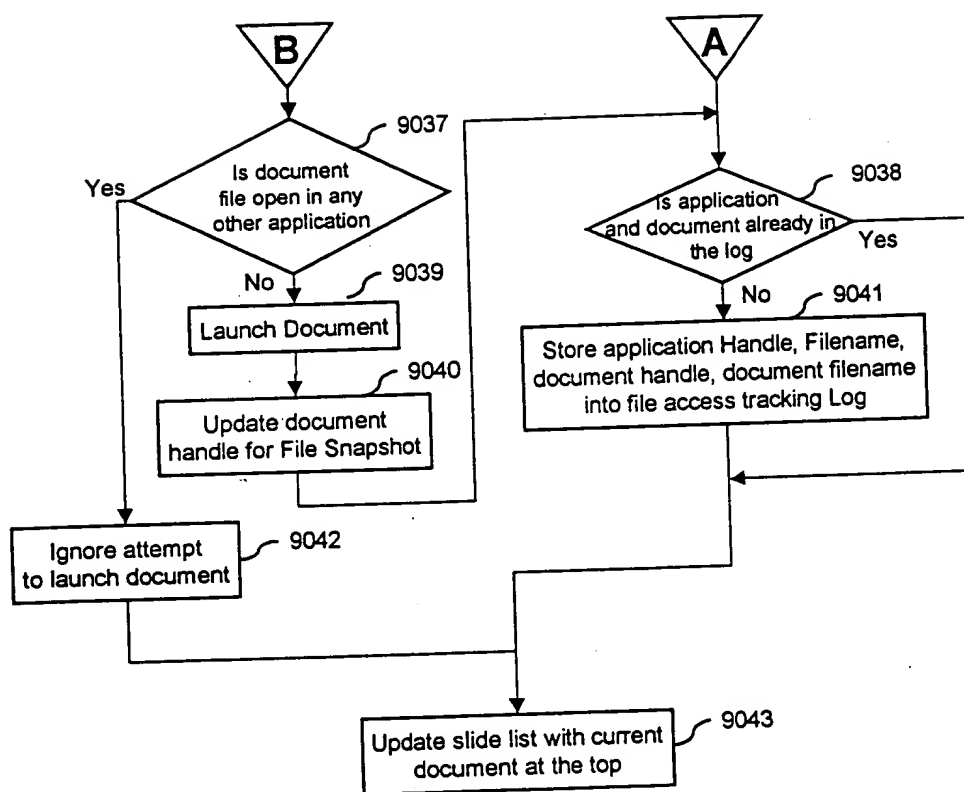 B
A
9037
Is document
file open in any
other application
Yes
No
9038
Is application
and document already in
the log
Yes
No
9039
Launch Document
9040
Update document
handle for File Snapshot
9041
Store application Handle, Filename,
document handle, document filename
into file access tracking Log
9042
Ignore attempt
to launch document
9043
Update slide list with current
document at the top